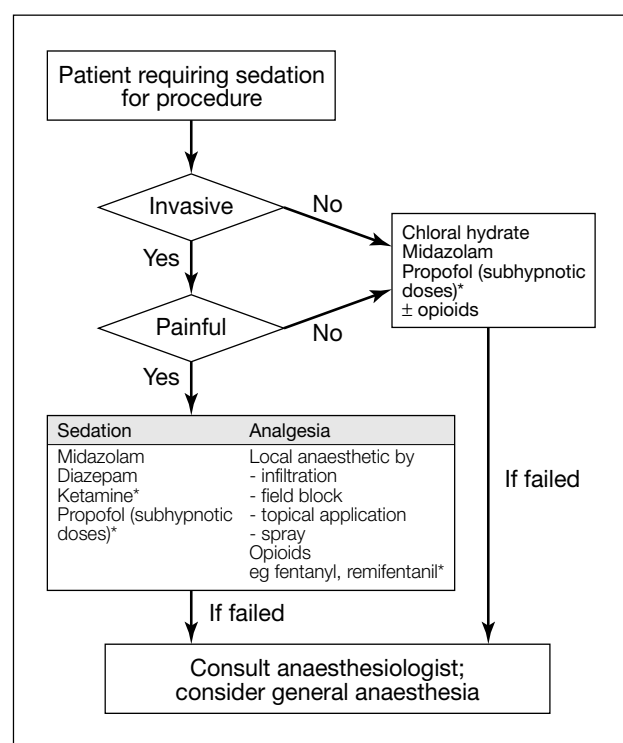 Patient requiring sedation
for procedure
Invasive
No
Yes
Chloral hydrate
Midazolam
Propofol (subhypnotic
doses)*
± opioids
Painful
No
Yes
Sedation
Midazolam
Diazepam
Ketamine*
Propofol (subhypnotic
doses)*
Analgesia
Local anaesthetic by
- infiltration
- field block
- topical application
- spray
Opioids
eg fentanyl, remifentanil*
If failed
If failed
Consult anaesthesiologist;
consider general anaesthesia